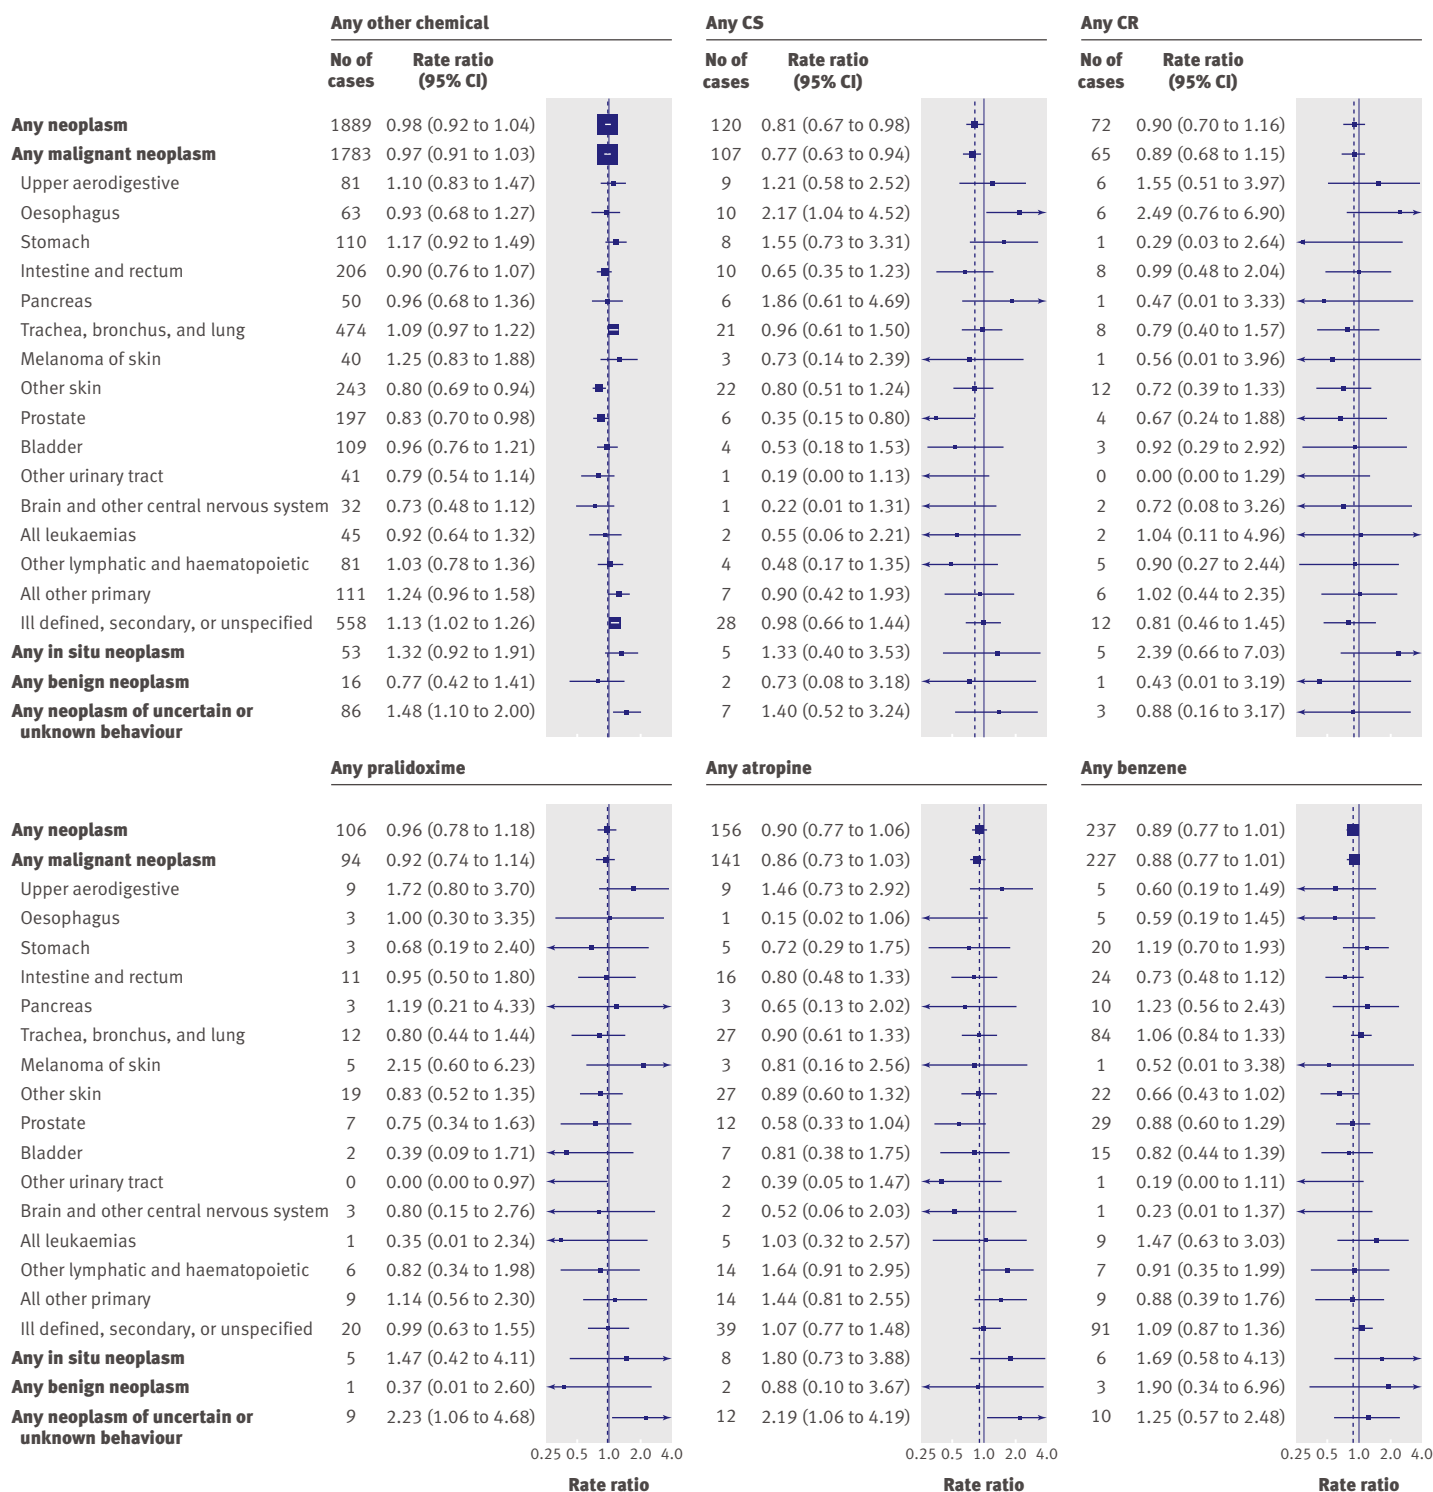 Any other chemical Any CS Any CR
No of cases Rate ratio (95% CI) No of cases Rate ratio (95% CI) No of cases Rate ratio (95% CI)
Any neoplasm 1889 0.98 (0.92 to 1.04) 120 0.81 (0.67 to 0.98) 72 0.90 (0.70 to 1.16)
Any malignant neoplasm 1783 0.97 (0.91 to 1.03) 107 0.77 (0.63 to 0.94) 65 0.89 (0.68 to 1.15)
Upper aerodigestive 81 1.10 (0.83 to 1.47) 9 1.21 (0.58 to 2.52) 6 1.55 (0.51 to 3.97)
Oesophagus 63 0.93 (0.68 to 1.27) 10 2.17 (1.04 to 4.52) 6 2.49 (0.76 to 6.90)
Stomach 110 1.17 (0.92 to 1.49) 8 1.55 (0.73 to 3.31) 1 0.29 (0.03 to 2.64)
Intestine and rectum 206 0.90 (0.76 to 1.07) 10 0.65 (0.35 to 1.23) 8 0.99 (0.48 to 2.04)
Pancreas 50 0.96 (0.68 to 1.36) 6 1.86 (0.61 to 4.69) 1 0.47 (0.01 to 3.33)
Trachea, bronchus, and lung 474 1.09 (0.97 to 1.22) 21 0.96 (0.61 to 1.50) 8 0.79 (0.40 to 1.57)
Melanoma of skin 40 1.25 (0.83 to 1.88) 3 0.73 (0.14 to 2.39) 1 0.56 (0.01 to 3.96)
Other skin 243 0.80 (0.69 to 0.94) 22 0.80 (0.51 to 1.24) 12 0.72 (0.39 to 1.33)
Prostate 197 0.83 (0.70 to 0.98) 6 0.35 (0.15 to 0.80) 4 0.67 (0.24 to 1.88)
Bladder 109 0.96 (0.76 to 1.21) 4 0.53 (0.18 to 1.53) 3 0.92 (0.29 to 2.92)
Other urinary tract 41 0.79 (0.54 to 1.14) 1 0.19 (0.00 to 1.13) 0 0.00 (0.00 to 1.29)
Brain and other central nervous system 32 0.73 (0.48 to 1.12) 1 0.22 (0.01 to 1.31) 2 0.72 (0.08 to 3.26)
All leukaemias 45 0.92 (0.64 to 1.32) 2 0.55 (0.06 to 2.21) 2 1.04 (0.11 to 4.96)
Other lymphatic and haematopoietic 81 1.03 (0.78 to 1.36) 4 0.48 (0.17 to 1.35) 5 0.90 (0.27 to 2.44)
All other primary 111 1.24 (0.96 to 1.58) 7 0.90 (0.42 to 1.93) 6 1.02 (0.44 to 2.35)
Ill defined, secondary, or unspecified 558 1.13 (1.02 to 1.26) 28 0.98 (0.66 to 1.44) 12 0.81 (0.46 to 1.45)
Any in situ neoplasm 53 1.32 (0.92 to 1.91) 5 1.33 (0.40 to 3.53) 5 2.39 (0.66 to 7.03)
Any benign neoplasm 16 0.77 (0.42 to 1.41) 2 0.73 (0.08 to 3.18) 1 0.43 (0.01 to 3.19)
Any neoplasm of uncertain or 86 1.48 (1.10 to 2.00) 7 1.40 (0.52 to 3.24) 3 0.88 (0.16 to 3.17)
unknown behaviour
Any pralidoxime Any atropine Any benzene
Any neoplasm 106 0.96 (0.78 to 1.18) 156 0.90 (0.77 to 1.06) 237 0.89 (0.77 to 1.01)
Any malignant neoplasm 94 0.92 (0.74 to 1.14) 141 0.86 (0.73 to 1.03) 227 0.88 (0.77 to 1.01)
Upper aerodigestive 9 1.72 (0.80 to 3.70) 9 1.46 (0.73 to 2.92) 5 0.60 (0.19 to 1.49)
Oesophagus 3 1.00 (0.30 to 3.35) 1 0.15 (0.02 to 1.06) 5 0.59 (0.19 to 1.45)
Stomach 3 0.68 (0.19 to 2.40) 5 0.72 (0.29 to 1.75) 20 1.19 (0.70 to 1.93)
Intestine and rectum 11 0.95 (0.50 to 1.80) 16 0.80 (0.48 to 1.33) 24 0.73 (0.48 to 1.12)
Pancreas 3 1.19 (0.21 to 4.33) 3 0.65 (0.13 to 2.02) 10 1.23 (0.56 to 2.43)
Trachea, bronchus, and lung 12 0.80 (0.44 to 1.44) 27 0.90 (0.61 to 1.33) 84 1.06 (0.84 to 1.33)
Melanoma of skin 5 2.15 (0.60 to 6.23) 3 0.81 (0.16 to 2.56) 1 0.52 (0.01 to 3.38)
Other skin 19 0.83 (0.52 to 1.35) 27 0.89 (0.60 to 1.32) 22 0.66 (0.43 to 1.02)
Prostate 7 0.75 (0.34 to 1.63) 12 0.58 (0.33 to 1.04) 29 0.88 (0.60 to 1.29)
Bladder 2 0.39 (0.09 to 1.71) 7 0.81 (0.38 to 1.75) 15 0.82 (0.44 to 1.39)
Other urinary tract 0 0.00 (0.00 to 0.97) 2 0.39 (0.05 to 1.47) 1 0.19 (0.00 to 1.11)
Brain and other central nervous system 3 0.80 (0.15 to 2.76) 2 0.52 (0.06 to 2.03) 1 0.23 (0.01 to 1.37)
All leukaemias 1 0.35 (0.01 to 2.34) 5 1.03 (0.32 to 2.57) 9 1.47 (0.63 to 3.03)
Other lymphatic and haematopoietic 6 0.82 (0.34 to 1.98) 14 1.64 (0.91 to 2.95) 7 0.91 (0.35 to 1.99)
All other primary 9 1.14 (0.56 to 2.30) 14 1.44 (0.81 to 2.55) 9 0.88 (0.39 to 1.76)
Ill defined, secondary, or unspecified 20 0.99 (0.63 to 1.55) 39 1.07 (0.77 to 1.48) 91 1.09 (0.87 to 1.36)
Any in situ neoplasm 5 1.47 (0.42 to 4.11) 8 1.80 (0.73 to 3.88) 6 1.69 (0.58 to 4.13)
Any benign neoplasm 1 0.37 (0.01 to 2.60) 2 0.88 (0.10 to 3.67) 3 1.90 (0.34 to 6.96)
Any neoplasm of uncertain or 9 2.23 (1.06 to 4.68) 12 2.19 (1.06 to 4.19) 10 1.25 (0.57 to 2.48)
unknown behaviour
0.25 0.5 1.0 2.0 4.0 0.25 0.5 1.0 2.0 4.0 0.25 0.5 1.0 2.0 4.0
Rate ratio Rate ratio Rate ratio